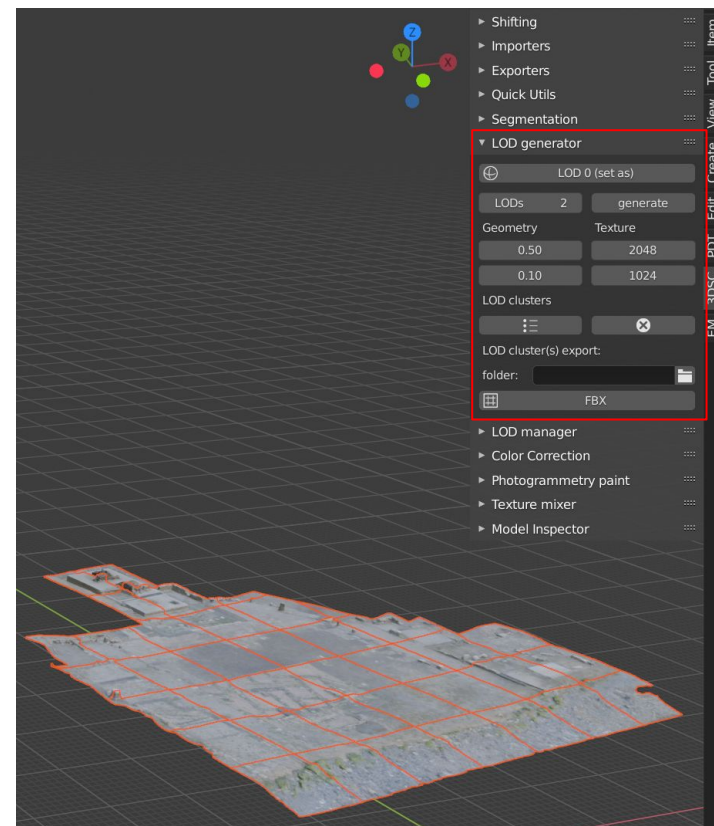 Z
Y
X
Shifting
Importers
Exporters
Quick Utils
Segmentation
LOD generator
LOD 0 (set as)
LODs 2 generate
Geometry Texture
0.50 2048
0.10 1024
LOD clusters
LOD cluster(s) export:
folder:
FBX
LOD manager
Color Correction
Photogrammetry paint
Texture mixer
Model Inspector
Item
Tool
View
Create
Edit
PDT
3DSC
EM